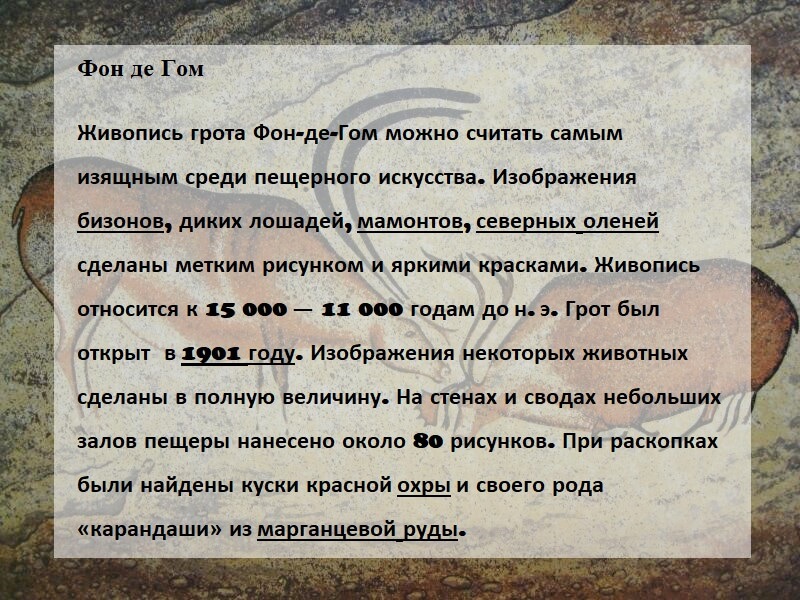 Фон де Гом
Живопись грота Фон-де-Гом можно считать самым
изящным среди пещерного искусства. Изображения
бизонов, диких лошадей, мамонтов, северных оленей
сделаны метким рисунком и яркими красками. Живопись
относится к 15 000 — 11 000 годам до н. э. Грот был
открыт в 1901 году. Изображения некоторых животных
сделаны в полную величину. На стенах и сводах небольших
залов пещеры нанесено около 80 рисунков. При раскопках
были найдены куски красной охры и своего рода
«карандаши» из марганцевой руды.